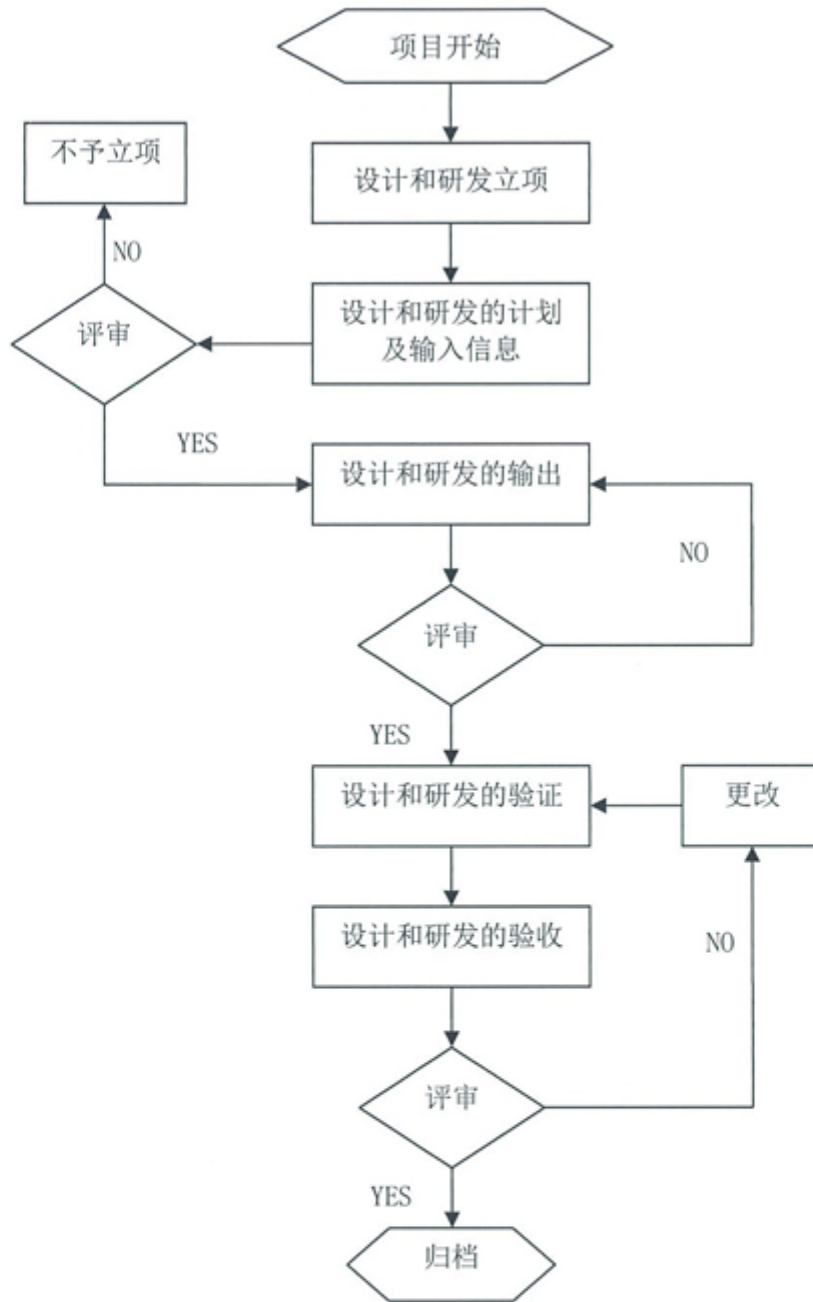 项目开始
不予立项
设计和研发立项
NO
评审
设计和研发的计划
及输入信息
YES
设计和研发的输出
NO
评审
YES
设计和研发的验证
更改
设计和研发的验收
NO
评审
YES
归档